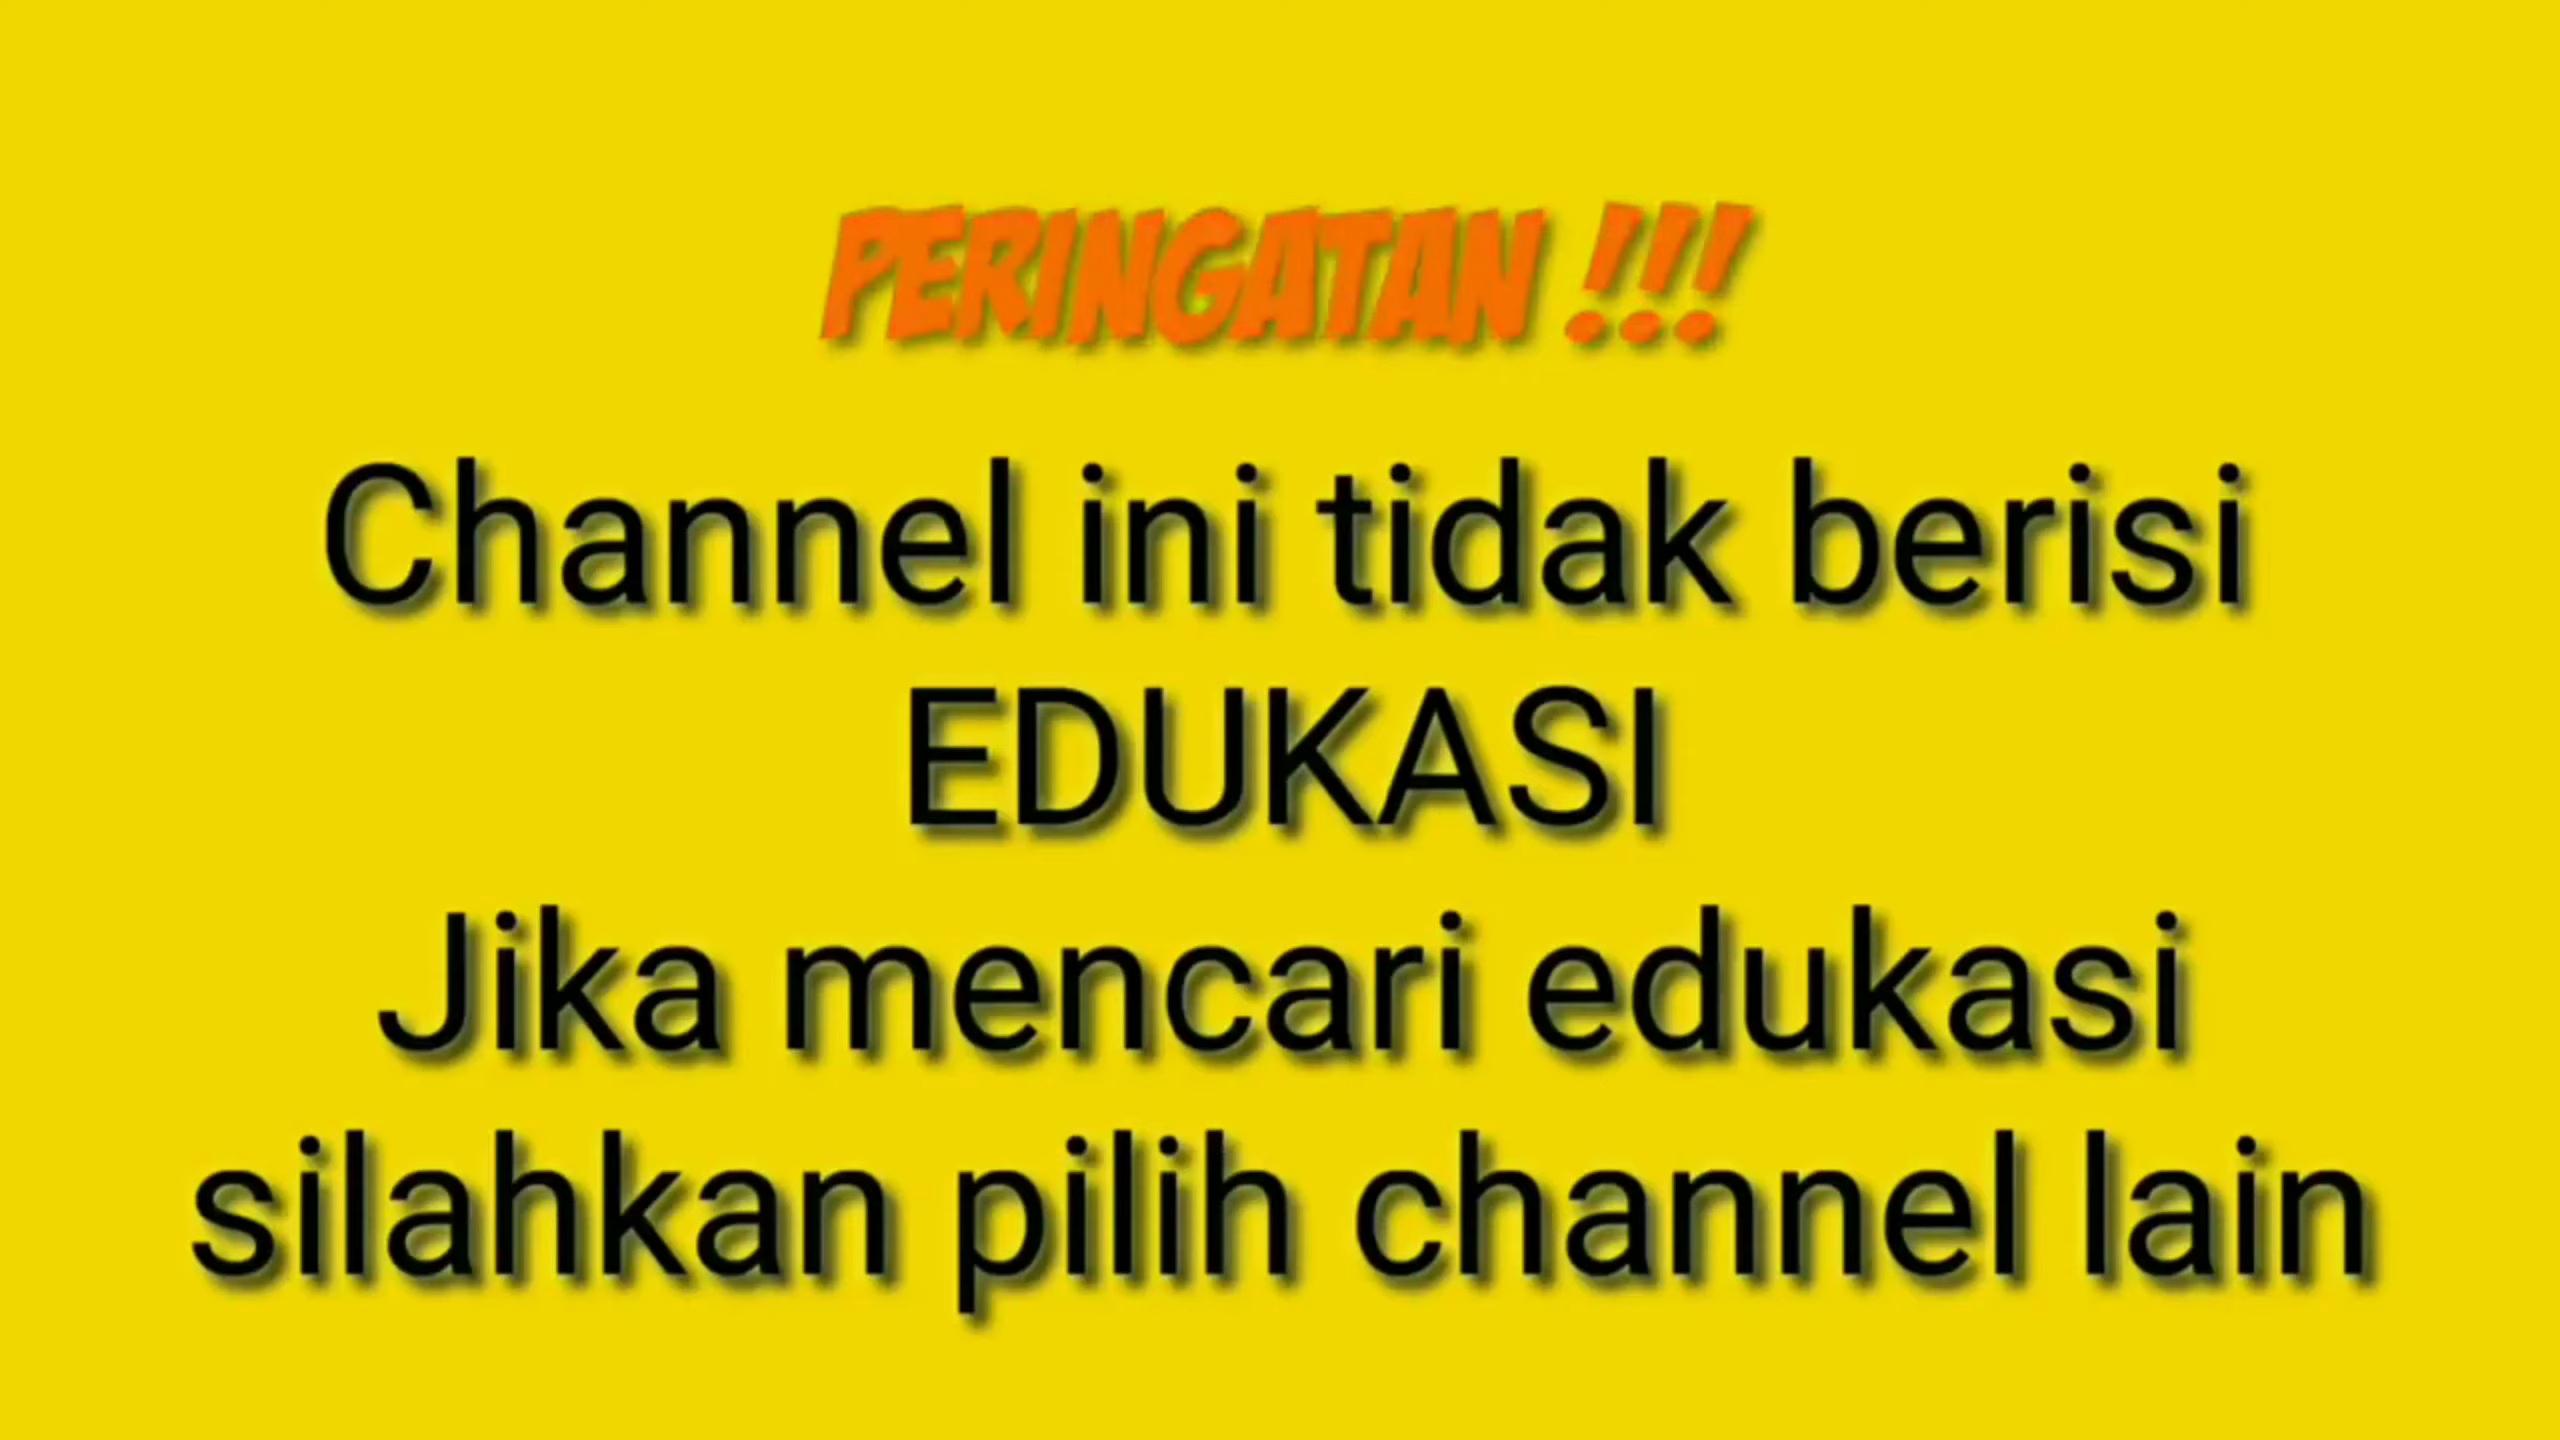 PERINGATAN !!!
Channel ini tidak berisi
EDUKASI
Jika mencari edukasi
silahkan pilih channel lain